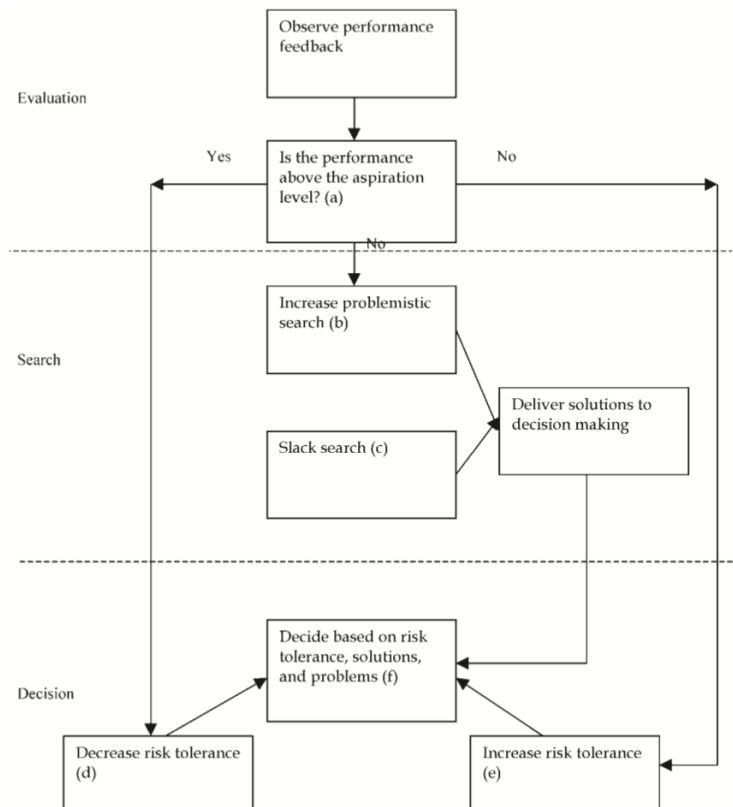 Observe performance
feedback
Evaluation
Yes
Is the performance
above the aspiration
level? (a)
No
No
Increase problemistic
search (b)
Search
Deliver solutions to
decision making
Slack search (c)
Decide based on risk
tolerance, solutions,
and problems (f)
Decision
Decrease risk tolerance
(d)
Increase risk tolerance
(e)